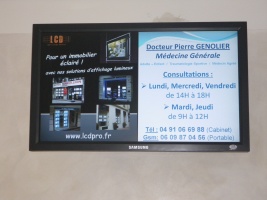 LCD
Pour un immobilier
éclairé !
avec nos solutions d'affichage lumineux
www.lcdpro.fr
Docteur Pierre GENOLIER
Médecine Générale
Consultations :
➢ Lundi, Mercredi, Vendredi
de 14H à 18H
➢ Mardi, Jeudi
de 9H à 12H
Tél : 04 91 06 69 88 (Cabinet)
Gsm : 06 09 87 04 56 (Portable)
SAMSUNG